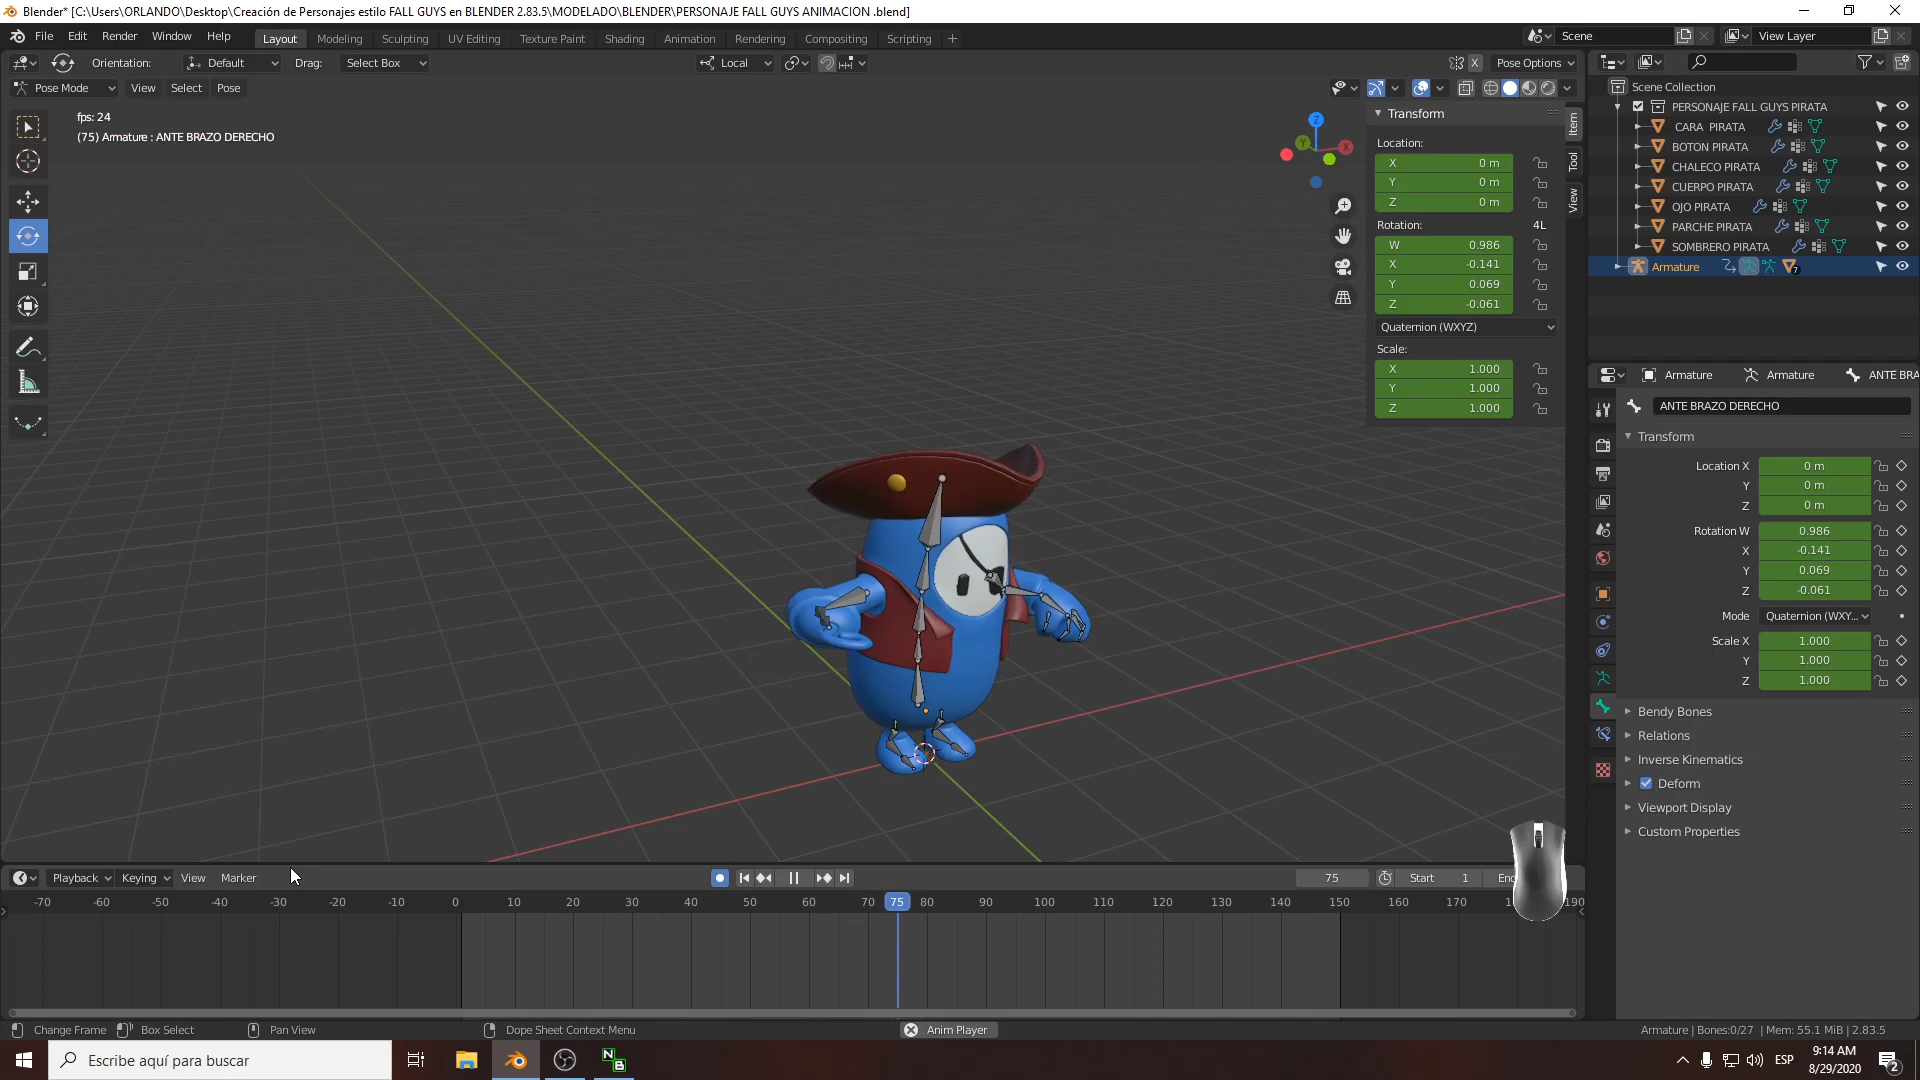 Blender* [C:\Users\ORLANDO\Desktop\Creación de Personajes estilo FALL GUYS en BLENDER 2.83.5\MODELADO\BLENDER\PERSONAJE FALL GUYS ANIMACION .blend]
File Edit Render Window Help Layout Modeling Sculpting UV Editing Texture Paint Shading Animation Rendering Compositing Scripting + Scene View Layer
Orientation: Default Drag: Select Box Local X Pose Options
Pose Mode View Select Pose
fps: 24
(75) Armature : ANTE BRAZO DERECHO
Z
Y
X
Transform
Location:
X 0 m
Y 0 m
Z 0 m
Rotation: 4L
W 0.986
X -0.141
Y 0.069
Z -0.061
Quaternion (WXYZ)
Scale:
X 1.000
Y 1.000
Z 1.000
Item
Tool
View
Scene Collection
PERSONAJE FALL GUYS PIRATA
CARA PIRATA
BOTON PIRATA
CHALECO PIRATA
CUERPO PIRATA
OJO PIRATA
PARCHE PIRATA
SOMBRERO PIRATA
Armature 7
Armature Armature ANTE BRA
ANTE BRAZO DERECHO
Transform
Location X 0 m
Y 0 m
Z 0 m
Rotation W 0.986
X -0.141
Y 0.069
Z -0.061
Mode Quaternion (WXY...
Scale X 1.000
Y 1.000
Z 1.000
Bendy Bones
Relations
Inverse Kinematics
Deform
Viewport Display
Custom Properties
Playback Keying View Marker 75 Start 1 En
-70 -60 -50 -40 -30 -20 -10 0 10 20 30 40 50 60 70 75 80 90 100 110 120 130 140 150 160 170 190
Change Frame Box Select Pan View Dope Sheet Context Menu Anim Player Armature | Bones:0/27 | Mem: 55.1 MiB | 2.83.5
Escribe aquí para buscar N B ESP 9:14 AM
8/29/2020 2